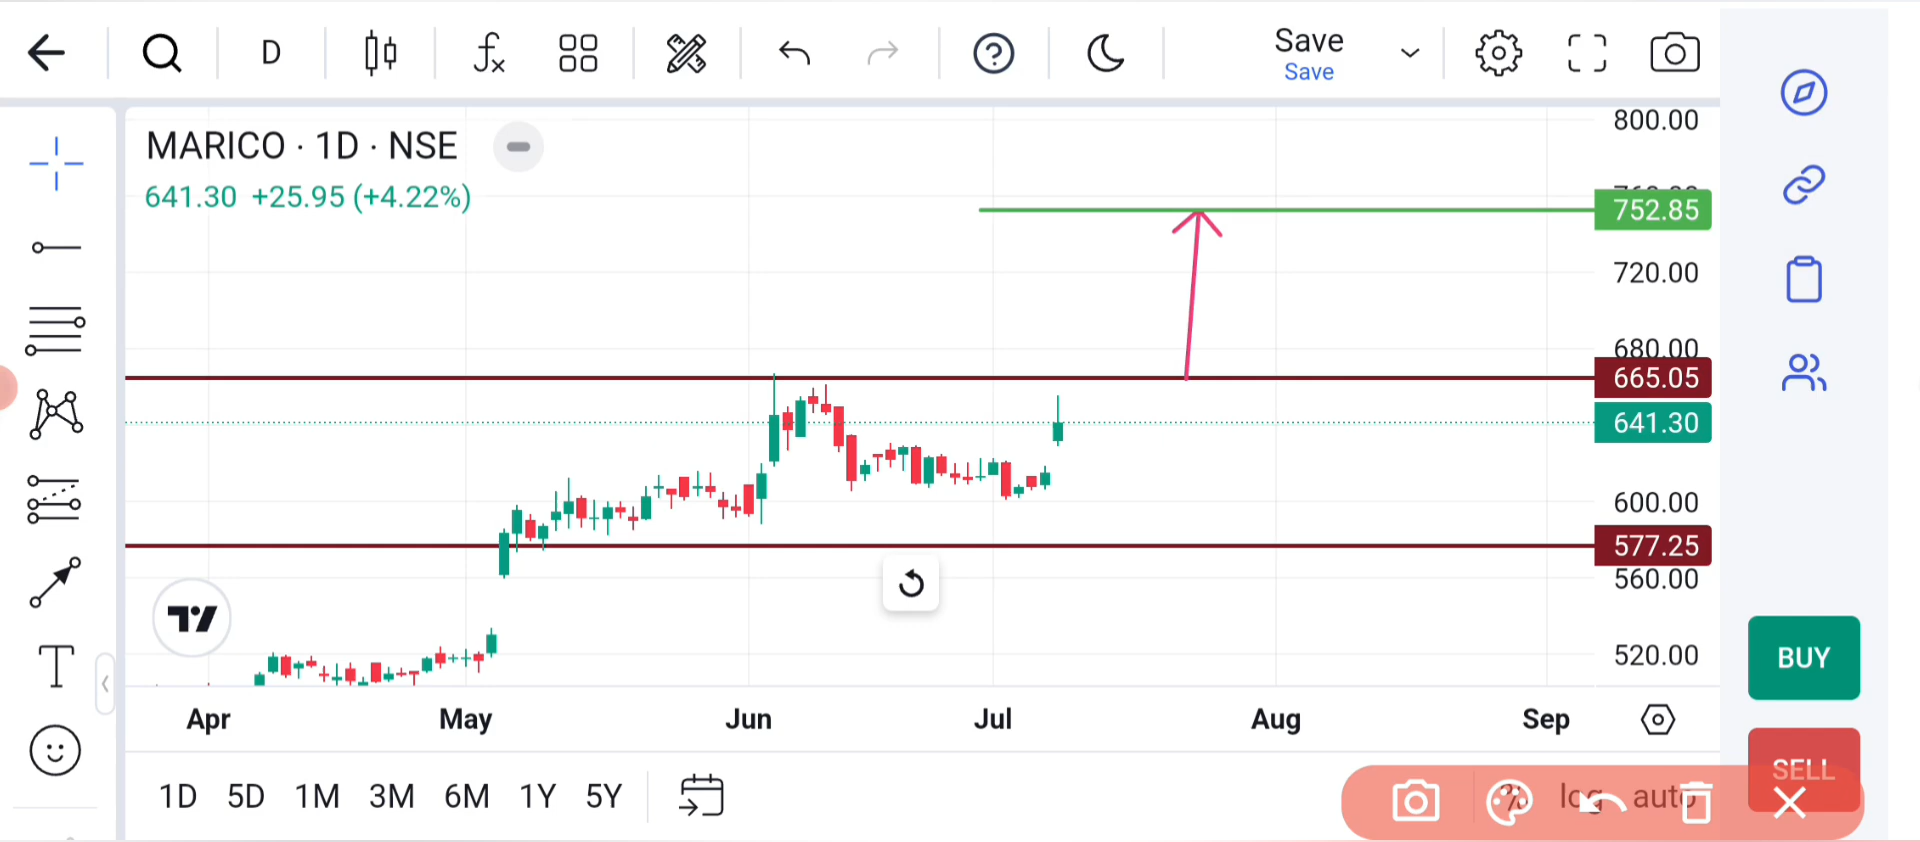 D
Save
Save
MARICO · 1D · NSE
641.30 +25.95 (+4.22%)
800.00
752.85
720.00
680.00
665.05
641.30
600.00
577.25
560.00
520.00
BUY
SELL
Apr May Jun Jul Aug Sep
1D 5D 1M 3M 6M 1Y 5Y
log auto